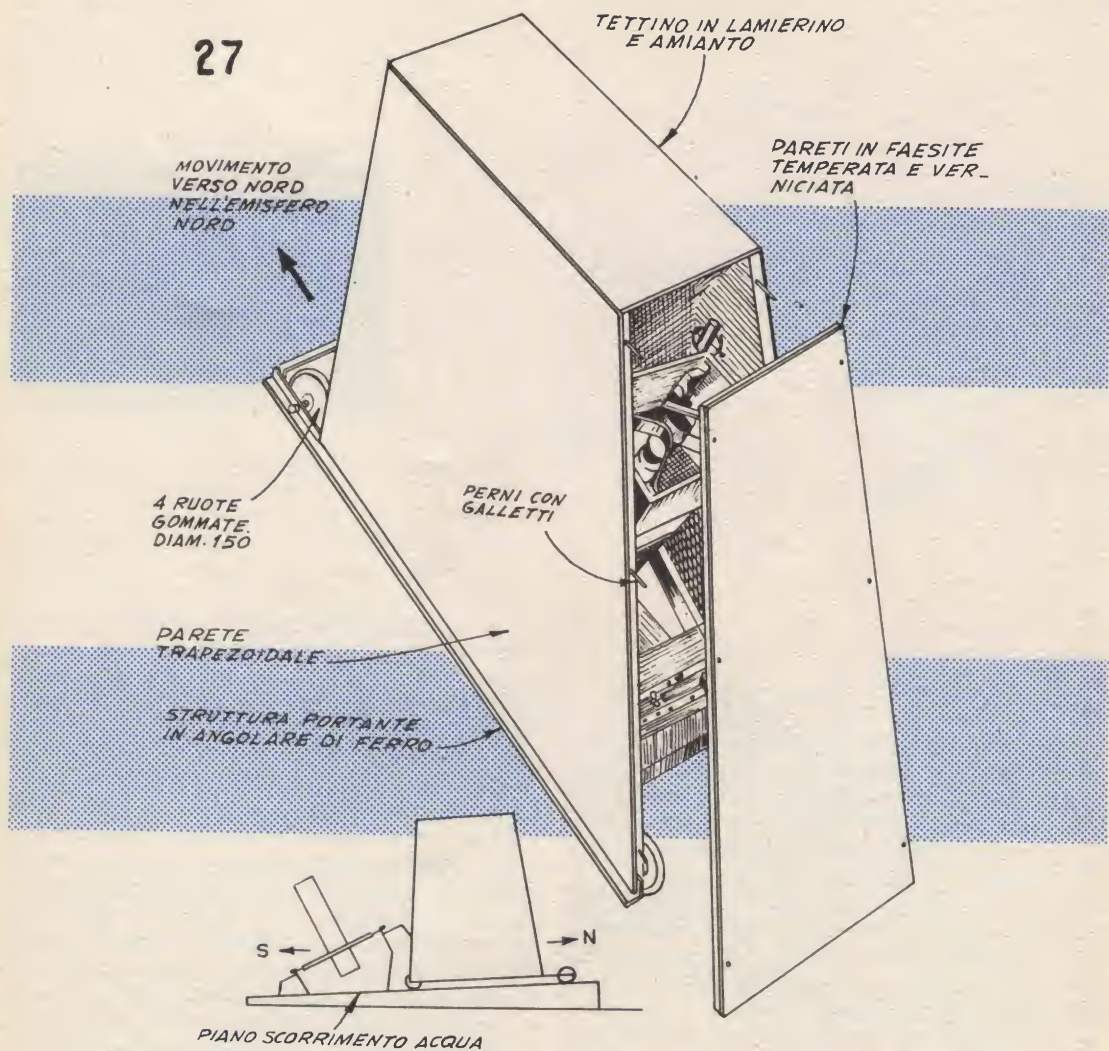 27
TETTINO IN LAMIERINO
E AMIANTO
PARETI IN FAESITE
TEMPERATA E VER_
NICIATA
MOVIMENTO
VERSO NORD
NELL'EMISFERO
NORD
4 RUOTE
GOMMATE.
DIAM. 150
PERNI CON
GALLETTI
PARETE
TRAPEZOIDALE
STRUTTURA PORTANTE
IN ANGOLARE DI FERRO
S
N
PIANO SCORRIMENTO ACQUA